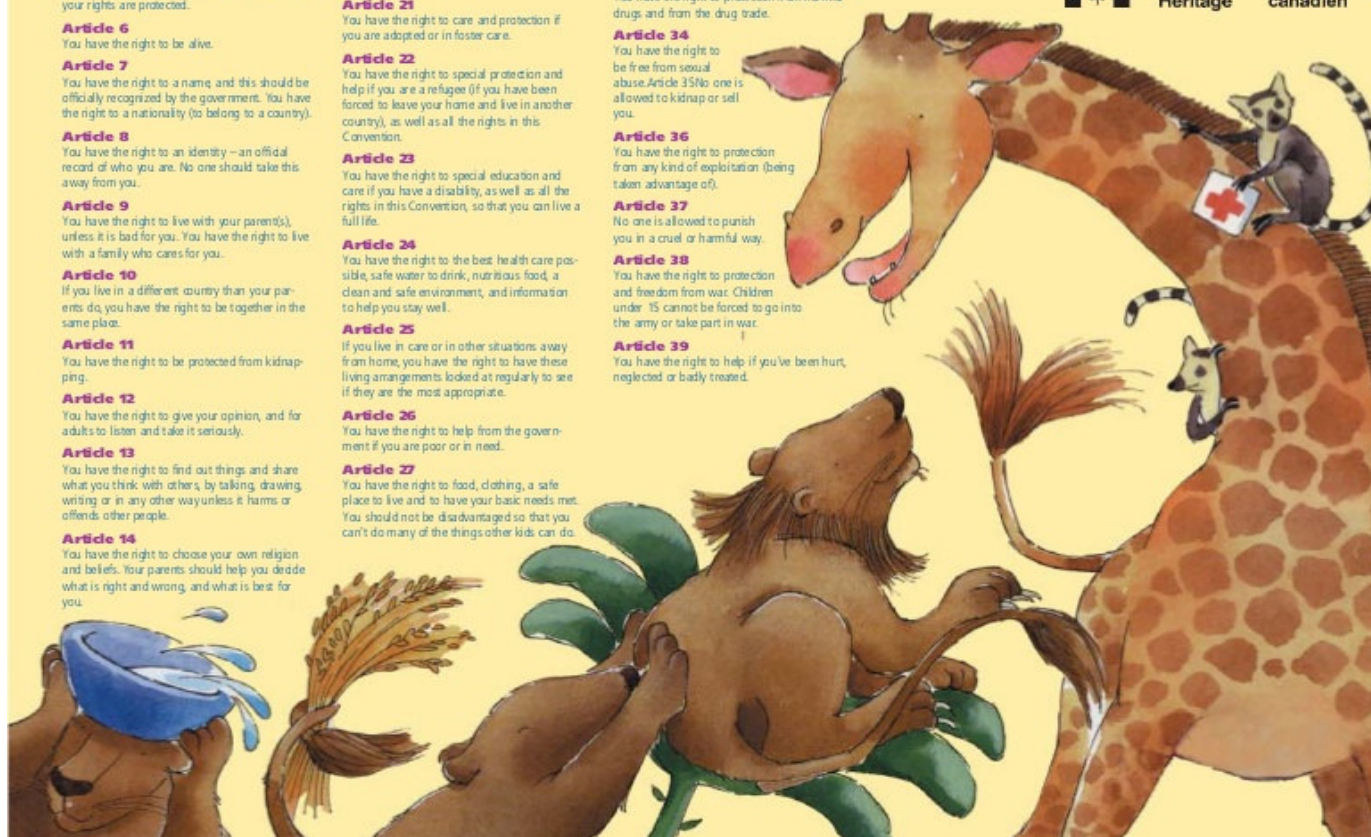 your rights are protected.
Article 6
You have the right to be alive.
Article 7
You have the right to a name, and this should be
officially recognized by the government. You have
the right to a nationality (to belong to a country).
Article 8
You have the right to an identity – an official
record of who you are. No one should take this
away from you.
Article 9
You have the right to live with your parent(s),
unless it is bad for you. You have the right to live
with a family who cares for you.
Article 10
If you live in a different country than your par-
ents do, you have the right to be together in the
same place.
Article 11
You have the right to be protected from kidnap-
ping.
Article 12
You have the right to give your opinion, and for
adults to listen and take it seriously.
Article 13
You have the right to find out things and share
what you think with others, by talking, drawing,
writing or in any other way unless it harms or
offends other people.
Article 14
You have the right to choose your own religion
and beliefs. Your parents should help you decide
what is right and wrong, and what is best for
you.
Article 21
You have the right to care and protection if
you are adopted or in foster care.
Article 22
You have the right to special protection and
help if you are a refugee (if you have been
forced to leave your home and live in another
country), as well as all the rights in this
Convention.
Article 23
You have the right to special education and
care if you have a disability, as well as all the
rights in this Convention, so that you can live a
full life.
Article 24
You have the right to the best health care pos-
sible, safe water to drink, nutritious food, a
clean and safe environment, and information
to help you stay well.
Article 25
If you live in care or in other situations away
from home, you have the right to have these
living arrangements looked at regularly to see
if they are the most appropriate.
Article 26
You have the right to help from the govern-
ment if you are poor or in need.
Article 27
You have the right to food, clothing, a safe
place to live and to have your basic needs met.
You should not be disadvantaged so that you
can't do many of the things other kids can do.
drugs and from the drug trade.
Article 34
You have the right to
be free from sexual
abuse.Article 35No one is
allowed to kidnap or sell
you.
Article 36
You have the right to protection
from any kind of exploitation (being
taken advantage of).
Article 37
No one is allowed to punish
you in a cruel or harmful way.
Article 38
You have the right to protection
and freedom from war. Children
under 15 cannot be forced to go into
the army or take part in war.
Article 39
You have the right to help if you've been hurt,
neglected or badly treated.
Heritage canadien